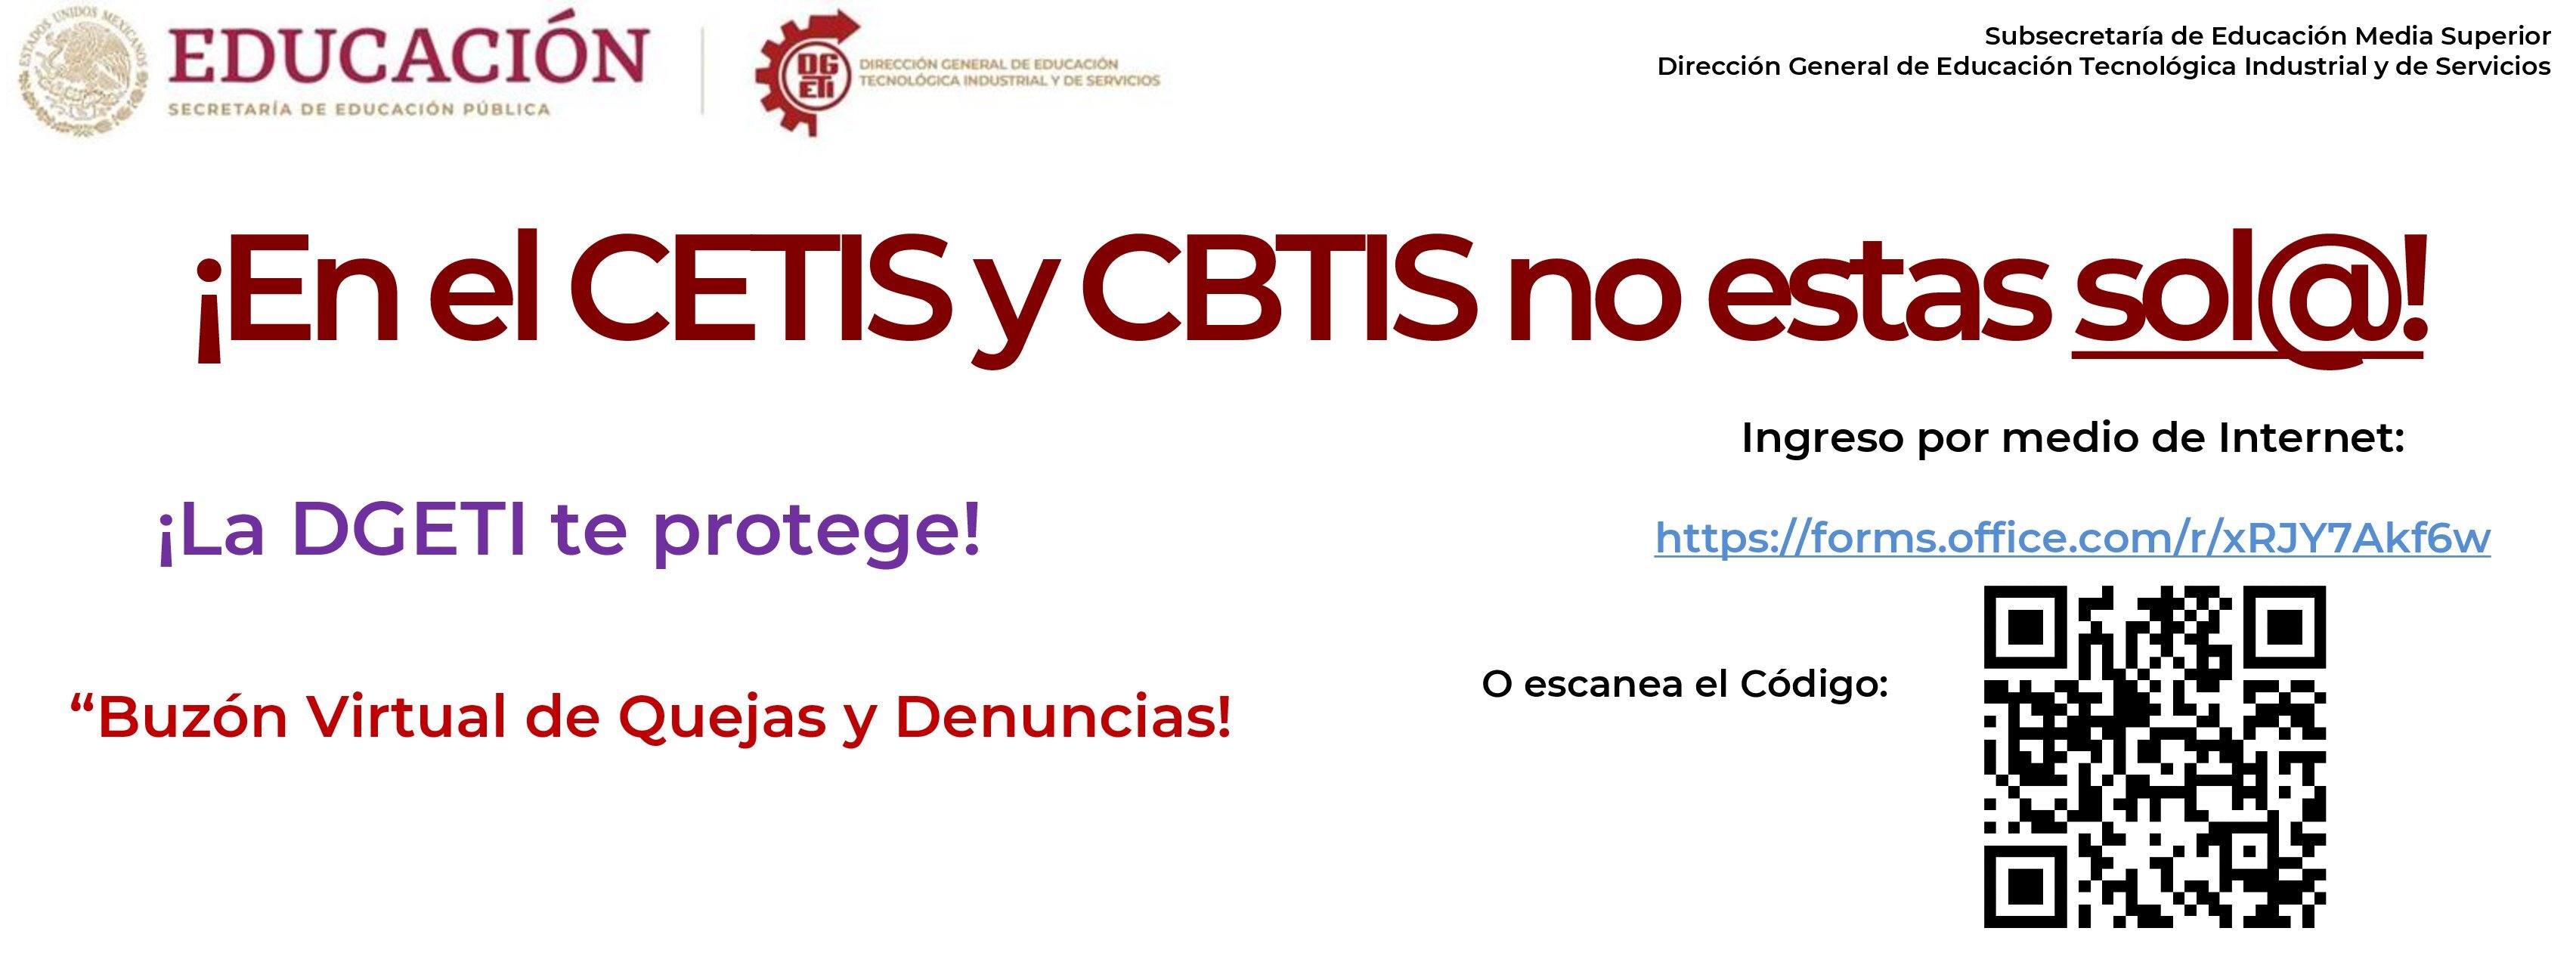 ESTADOS UNIDOS MEXICANOS
EDUCACIÓN
SECRETARÍA DE EDUCACIÓN PÚBLICA
DGETI
DIRECCIÓN GENERAL DE EDUCACIÓN
TECNOLÓGICA INDUSTRIAL Y DE SERVICIOS
Subsecretaría de Educación Media Superior
Dirección General de Educación Tecnológica Industrial y de Servicios
¡En el CETIS y CBTIS no estas sol@!
Ingreso por medio de Internet:
¡La DGETI te protege!
https://forms.office.com/r/xRJY7Akf6w
O escanea el Código:
“Buzón Virtual de Quejas y Denuncias!